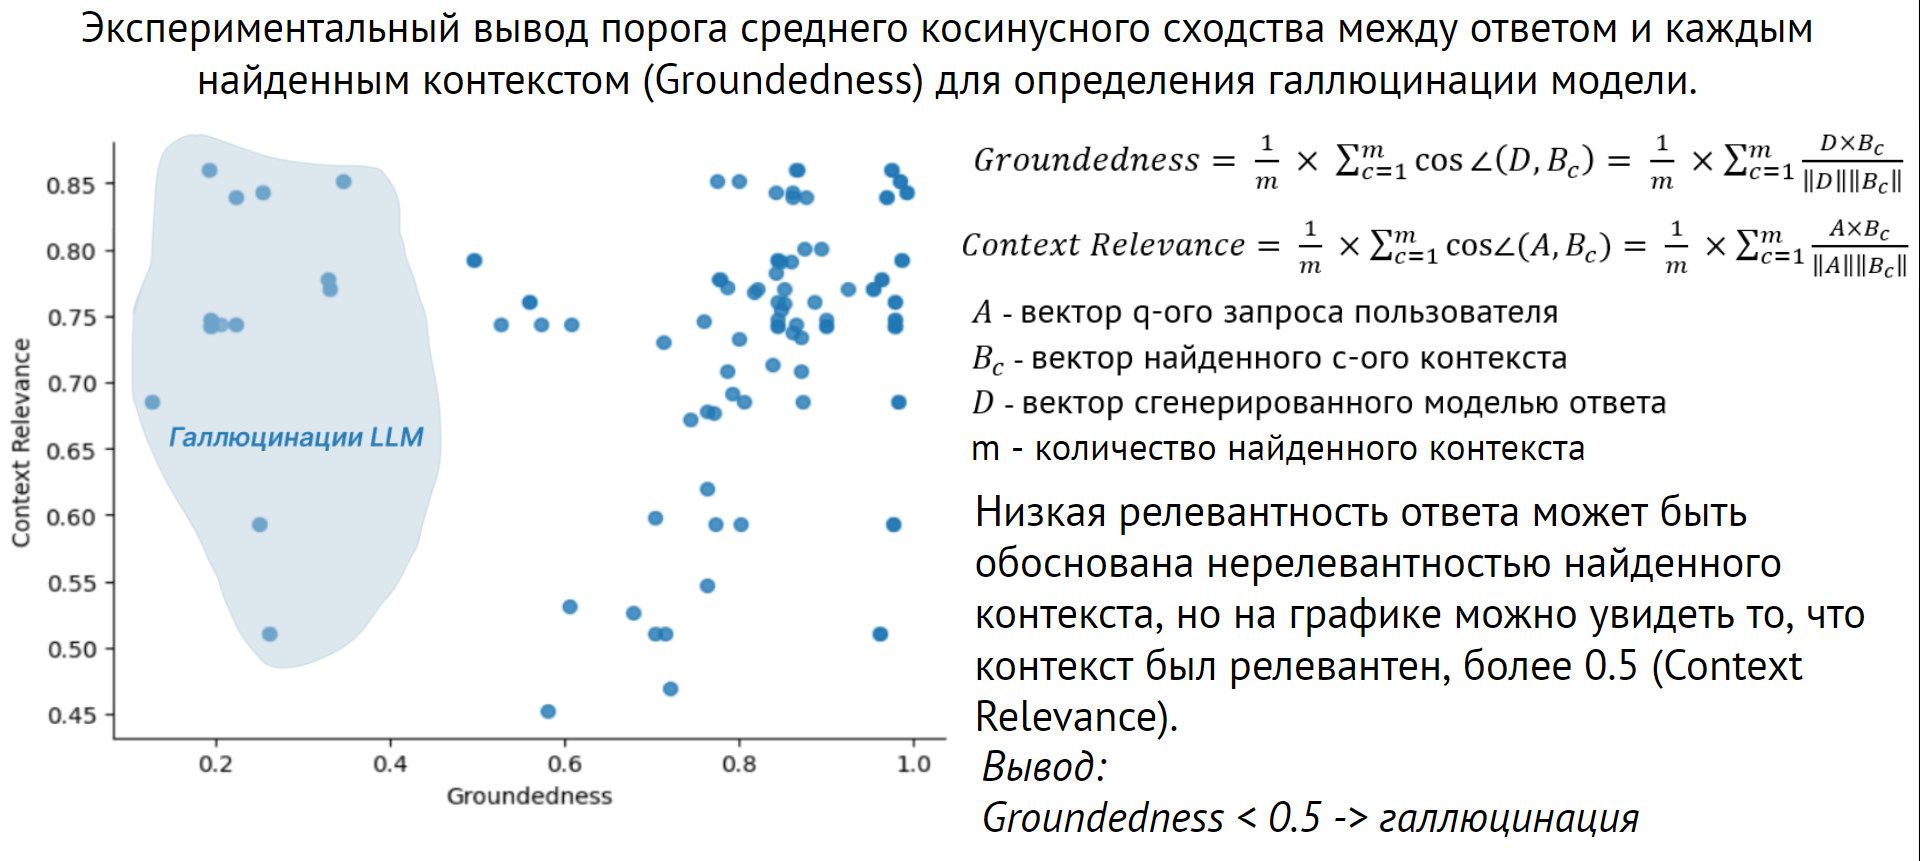 Экспериментальный вывод порога среднего косинусного сходства между ответом и каждым
найденным контекстом (Groundedness) для определения галлюцинации модели.
Context Relevance
0.85
0.80
0.75
0.70
0.65
0.60
0.55
0.50
0.45
Галлюцинации LLM
0.2 0.4 0.6 0.8 1.0
Groundedness
Groundedness = 1/m × ∑_{c=1}^{m} cos ∠(D, B_c) = 1/m × ∑_{c=1}^{m} D×B_c/‖D‖‖B_c‖
Context Relevance = 1/m × ∑_{c=1}^{m} cos∠(A, B_c) = 1/m × ∑_{c=1}^{m} A×B_c/‖A‖‖B_c‖
A - вектор q-ого запроса пользователя
B_c - вектор найденного c-ого контекста
D - вектор сгенерированного моделью ответа
m - количество найденного контекста
Низкая релевантность ответа может быть
обоснована нерелевантностью найденного
контекста, но на графике можно увидеть то, что
контекст был релевантен, более 0.5 (Context
Relevance).
Вывод:
Groundedness < 0.5 -> галлюцинация